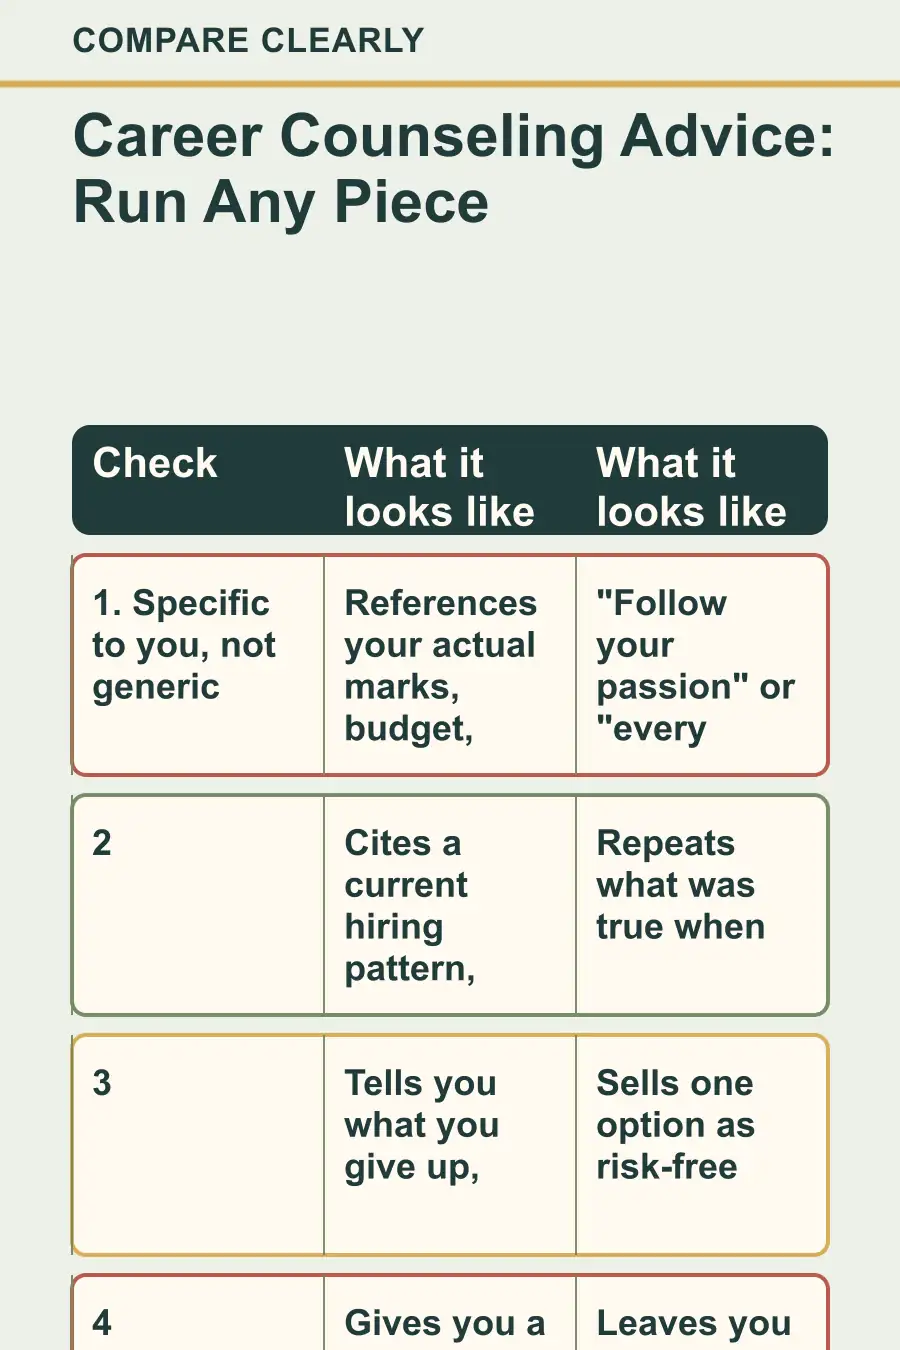 COMPARE CLEARLY
Career Counseling Advice:
Run Any Piece
Check
What it
looks like
What it
looks like
1. Specific
to you, not
generic
References
your actual
marks,
budget,
"Follow
your
passion" or
"every
2
Cites a
current
hiring
pattern,
Repeats
what was
true when
3
Tells you
what you
give up,
Sells one
option as
risk-free
4
Gives you a
Leaves you